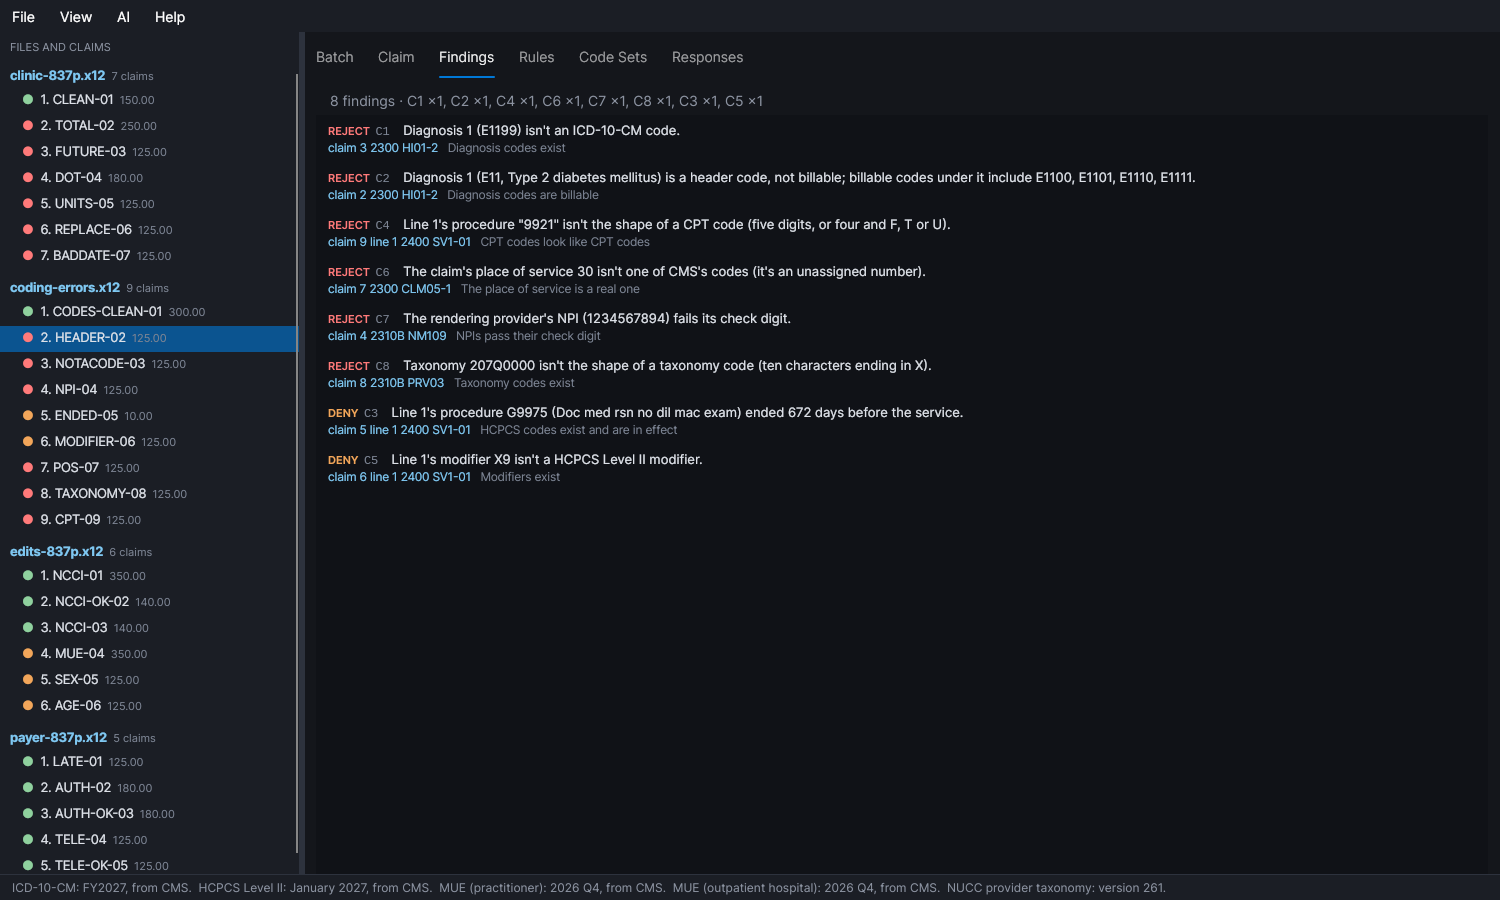 File View AI Help
FILES AND CLAIMS
clinic-837p.x12 7 claims
1. CLEAN-01 150.00
2. TOTAL-02 250.00
3. FUTURE-03 125.00
4. DOT-04 180.00
5. UNITS-05 125.00
6. REPLACE-06 125.00
7. BADDATE-07 125.00
coding-errors.x12 9 claims
1. CODES-CLEAN-01 300.00
2. HEADER-02 125.00
3. NOTACODE-03 125.00
4. NPI-04 125.00
5. ENDED-05 10.00
6. MODIFIER-06 125.00
7. POS-07 125.00
8. TAXONOMY-08 125.00
9. CPT-09 125.00
edits-837p.x12 6 claims
1. NCCI-01 350.00
2. NCCI-OK-02 140.00
3. NCCI-03 140.00
4. MUE-04 350.00
5. SEX-05 125.00
6. AGE-06 125.00
payer-837p.x12 5 claims
1. LATE-01 125.00
2. AUTH-02 180.00
3. AUTH-OK-03 180.00
4. TELE-04 125.00
5. TELE-OK-05 125.00
Batch Claim Findings Rules Code Sets Responses
8 findings · C1 ×1, C2 ×1, C4 ×1, C6 ×1, C7 ×1, C8 ×1, C3 ×1, C5 ×1
REJECT C1 Diagnosis 1 (E1199) isn't an ICD-10-CM code.
claim 3 2300 HI01-2 Diagnosis codes exist
REJECT C2 Diagnosis 1 (E11, Type 2 diabetes mellitus) is a header code, not billable; billable codes under it include E1100, E1101, E1110, E1111.
claim 2 2300 HI01-2 Diagnosis codes are billable
REJECT C4 Line 1's procedure "9921" isn't the shape of a CPT code (five digits, or four and F, T or U).
claim 9 line 1 2400 SV1-01 CPT codes look like CPT codes
REJECT C6 The claim's place of service 30 isn't one of CMS's codes (it's an unassigned number).
claim 7 2300 CLM05-1 The place of service is a real one
REJECT C7 The rendering provider's NPI (1234567894) fails its check digit.
claim 4 2310B NM109 NPIs pass their check digit
REJECT C8 Taxonomy 207Q0000 isn't the shape of a taxonomy code (ten characters ending in X).
claim 8 2310B PRV03 Taxonomy codes exist
DENY C3 Line 1's procedure G9975 (Doc med rsn no dil mac exam) ended 672 days before the service.
claim 5 line 1 2400 SV1-01 HCPCS codes exist and are in effect
DENY C5 Line 1's modifier X9 isn't a HCPCS Level II modifier.
claim 6 line 1 2400 SV1-01 Modifiers exist
ICD-10-CM: FY2027, from CMS. HCPCS Level II: January 2027, from CMS. MUE (practitioner): 2026 Q4, from CMS. MUE (outpatient hospital): 2026 Q4, from CMS. NUCC provider taxonomy: version 261.